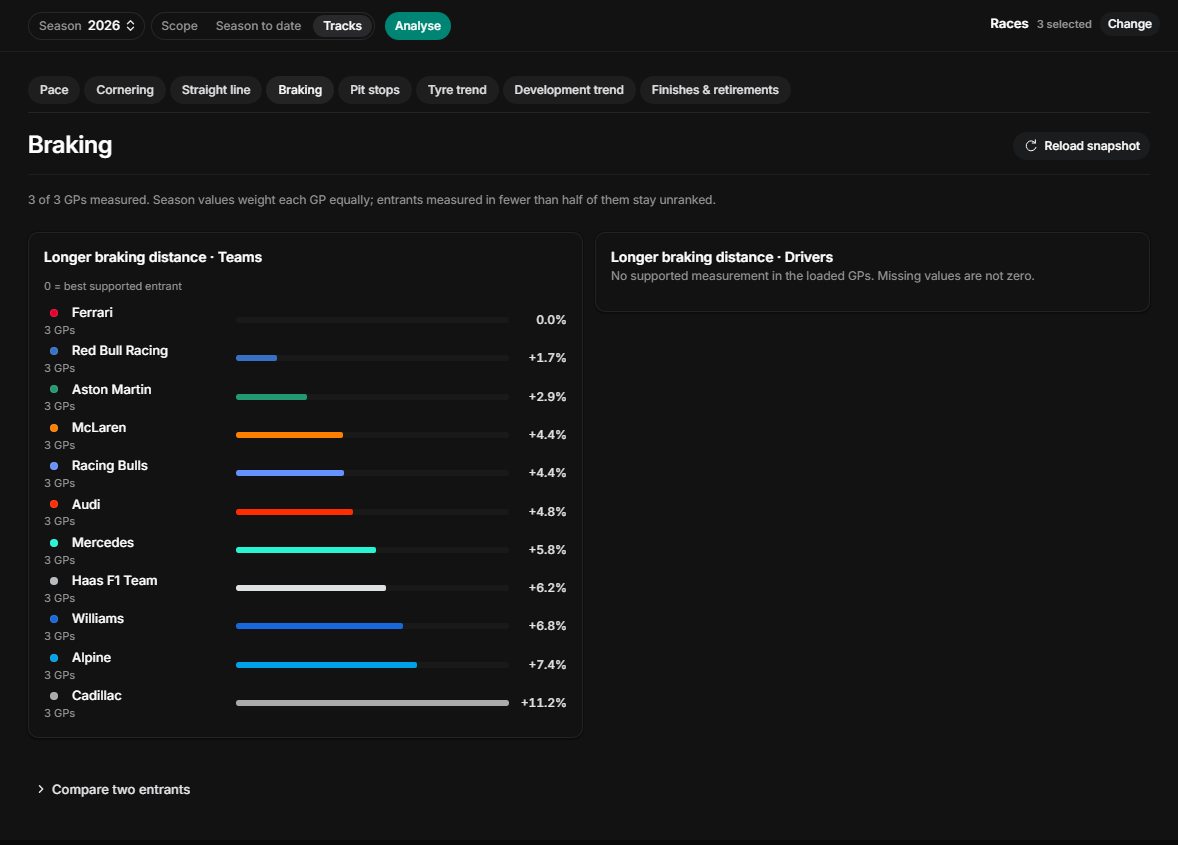 Season 2026 Scope Season to date Tracks Analyse Races 3 selected Change
Pace Cornering Straight line Braking Pit stops Tyre trend Development trend Finishes & retirements
Braking Reload snapshot
3 of 3 GPs measured. Season values weight each GP equally; entrants measured in fewer than half of them stay unranked.
Longer braking distance · Teams
0 = best supported entrant
Ferrari
3 GPs
0.0%
Red Bull Racing
3 GPs
+1.7%
Aston Martin
3 GPs
+2.9%
McLaren
3 GPs
+4.4%
Racing Bulls
3 GPs
+4.4%
Audi
3 GPs
+4.8%
Mercedes
3 GPs
+5.8%
Haas F1 Team
3 GPs
+6.2%
Williams
3 GPs
+6.8%
Alpine
3 GPs
+7.4%
Cadillac
3 GPs
+11.2%
Longer braking distance · Drivers
No supported measurement in the loaded GPs. Missing values are not zero.
Compare two entrants